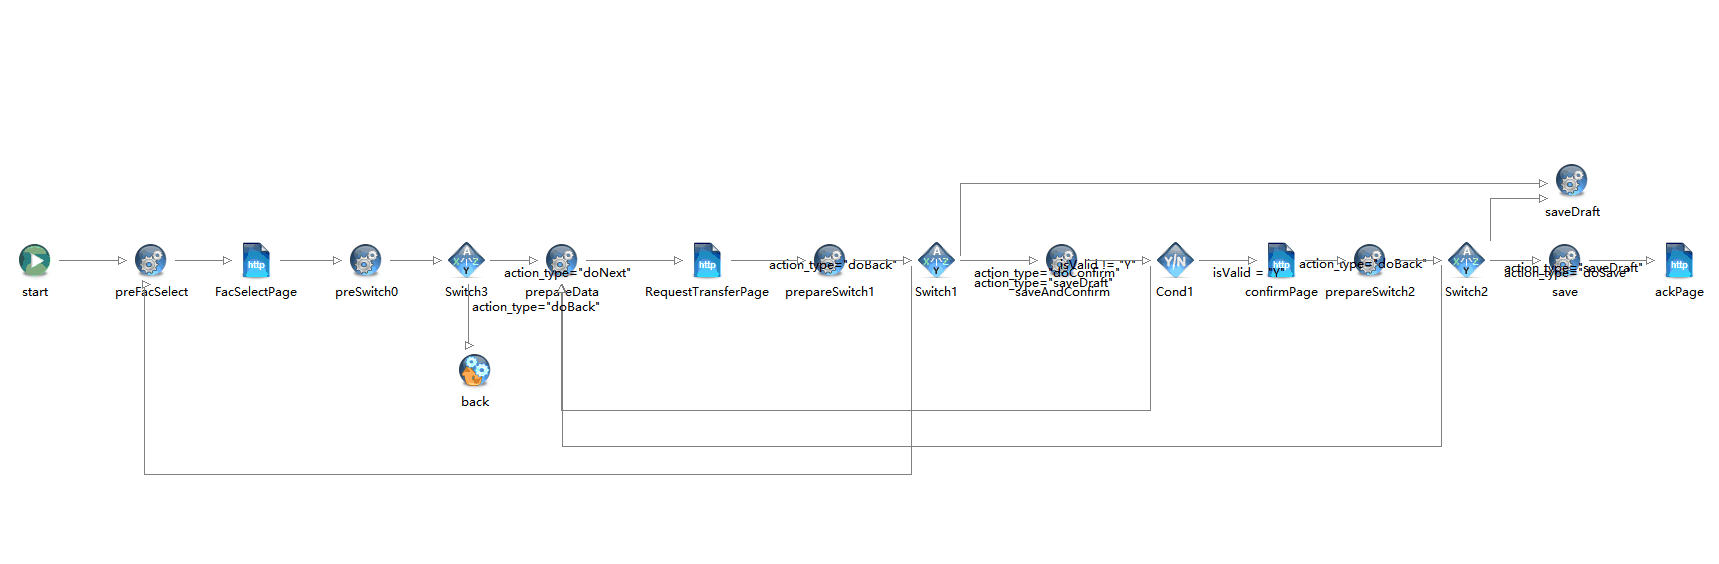 saveDraft
A
X Y Z
Y
http
A
X Y Z
Y
Y/N
http
A
X Y Z
Y
http
action_type="doNext"
action_type="doBack"
isValid != "Y"
action_type="doConfirm"
action_type="saveDraft"
isValid = "Y"
action_type="doBack"
action_type="saveDraft"
action_type="doSave"
start
preFacSelect
FacSelectPage
preSwitch0
Switch3
prepareData
RequestTransferPage
prepareSwitch1
Switch1
saveAndConfirm
Cond1
confirmPage
prepareSwitch2
Switch2
save
ackPage
action_type="doBack"
back
http